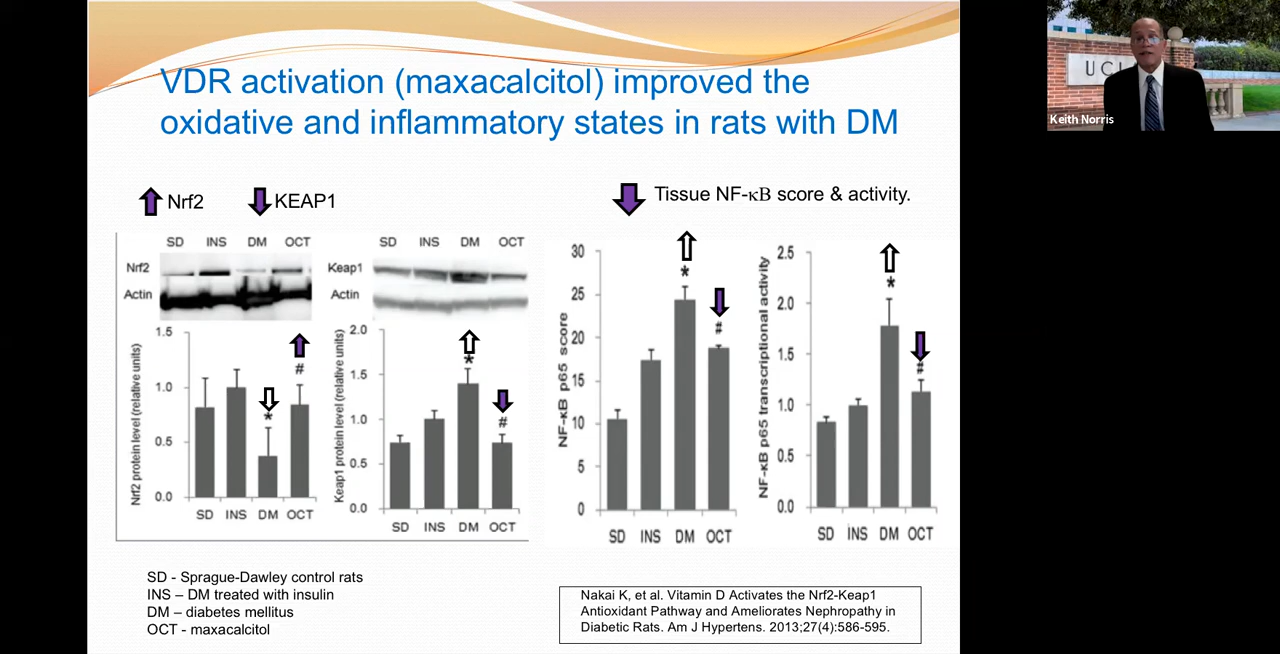 VDR activation (maxacalcitol) improved the
oxidative and inflammatory states in rats with DM
Nrf2
KEAP1
Tissue NF-κB score & activity.
SD INS DM OCT
Nrf2
Actin
SD INS DM OCT
Keap1
Actin
Nrf2 protein level (relative units)
1.5
1.0
0.5
0.0
*
#
SD INS DM OCT
Keap1 protein level (relative units)
2.0
1.5
1.0
0.5
0.0
*
#
SD INS DM OCT
NF-κB p65 score
30
25
20
15
10
5
0
*
#
SD INS DM OCT
NF-κB p65 transcriptional activity
2.5
2.0
1.5
1.0
0.5
0.0
*
#
SD INS DM OCT
SD - Sprague-Dawley control rats
INS – DM treated with insulin
DM – diabetes mellitus
OCT - maxacalcitol
Nakai K, et al. Vitamin D Activates the Nrf2-Keap1
Antioxidant Pathway and Ameliorates Nephropathy in
Diabetic Rats. Am J Hypertens. 2013;27(4):586-595.
UCL
Keith Norris